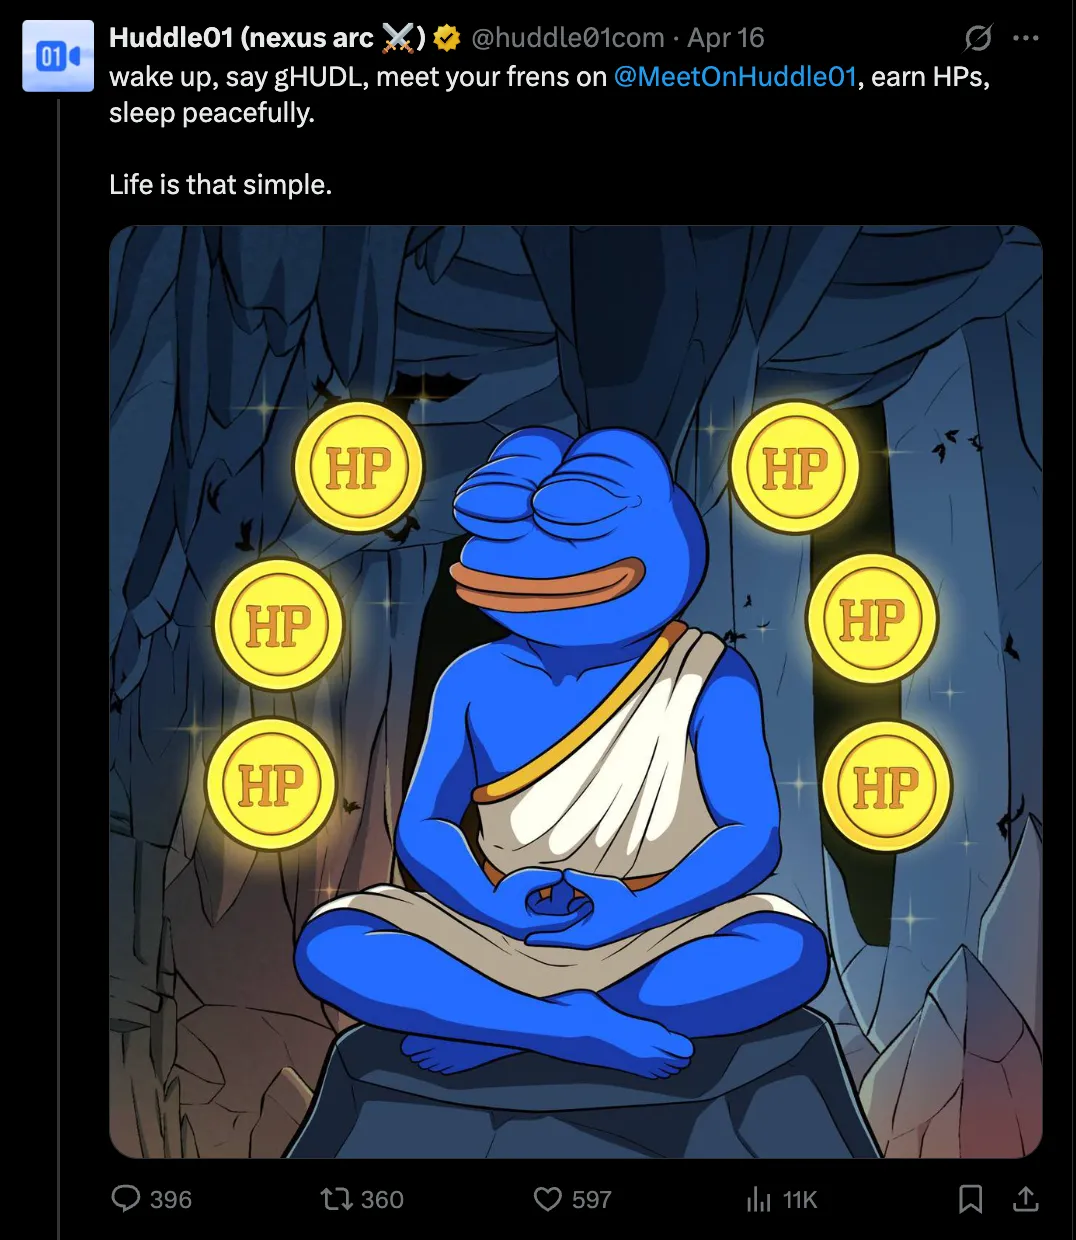 01
Huddle01 (nexus arc ⚔️) @huddle01com · Apr 16
wake up, say gHUDL, meet your frens on @MeetOnHuddle01, earn HPs,
sleep peacefully.
Life is that simple.
HP
HP
HP
HP
HP
HP
396 360 597 11K